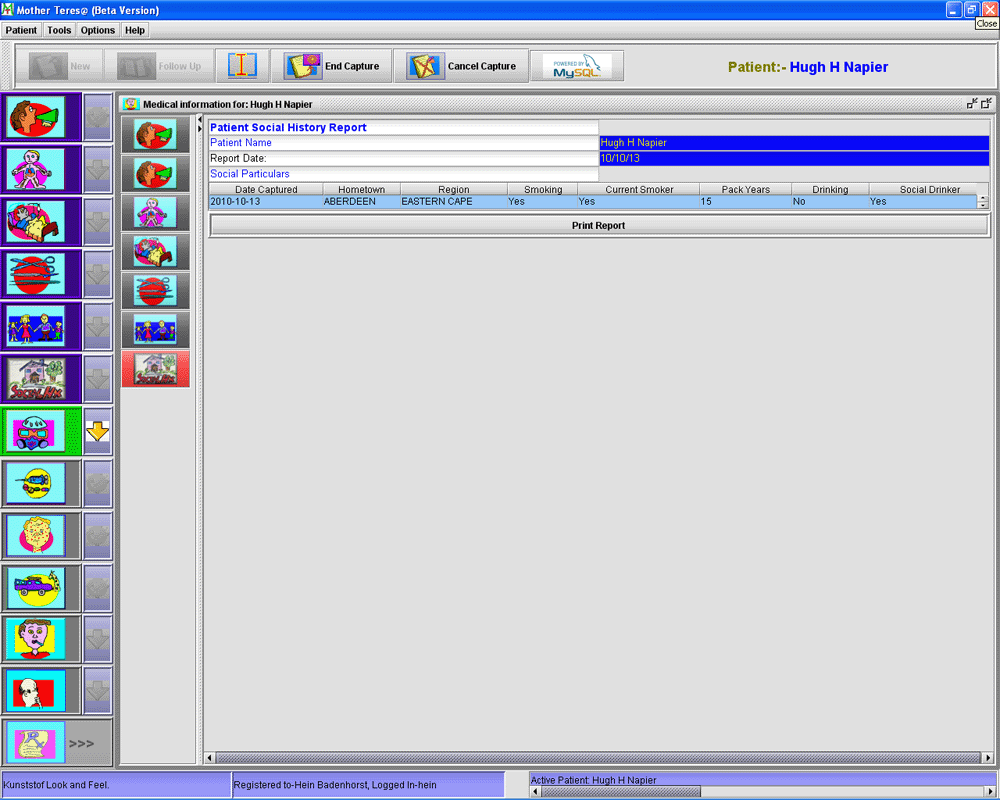 Mother Teres@ (Beta Version)
Close
Patient Tools Options Help
New Follow Up End Capture Cancel Capture POWERED BY MySQL Patient:- Hugh H Napier
Medical information for: Hugh H Napier
Patient Social History Report
Patient Name Hugh H Napier
Report Date: 10/10/13
Social Particulars
Date Captured Hometown Region Smoking Current Smoker Pack Years Drinking Social Drinker
2010-10-13 ABERDEEN EASTERN CAPE Yes Yes 15 No Yes
Print Report
>>>
Kunststof Look and Feel. Registered to-Hein Badenhorst, Logged In-hein Active Patient: Hugh H Napier